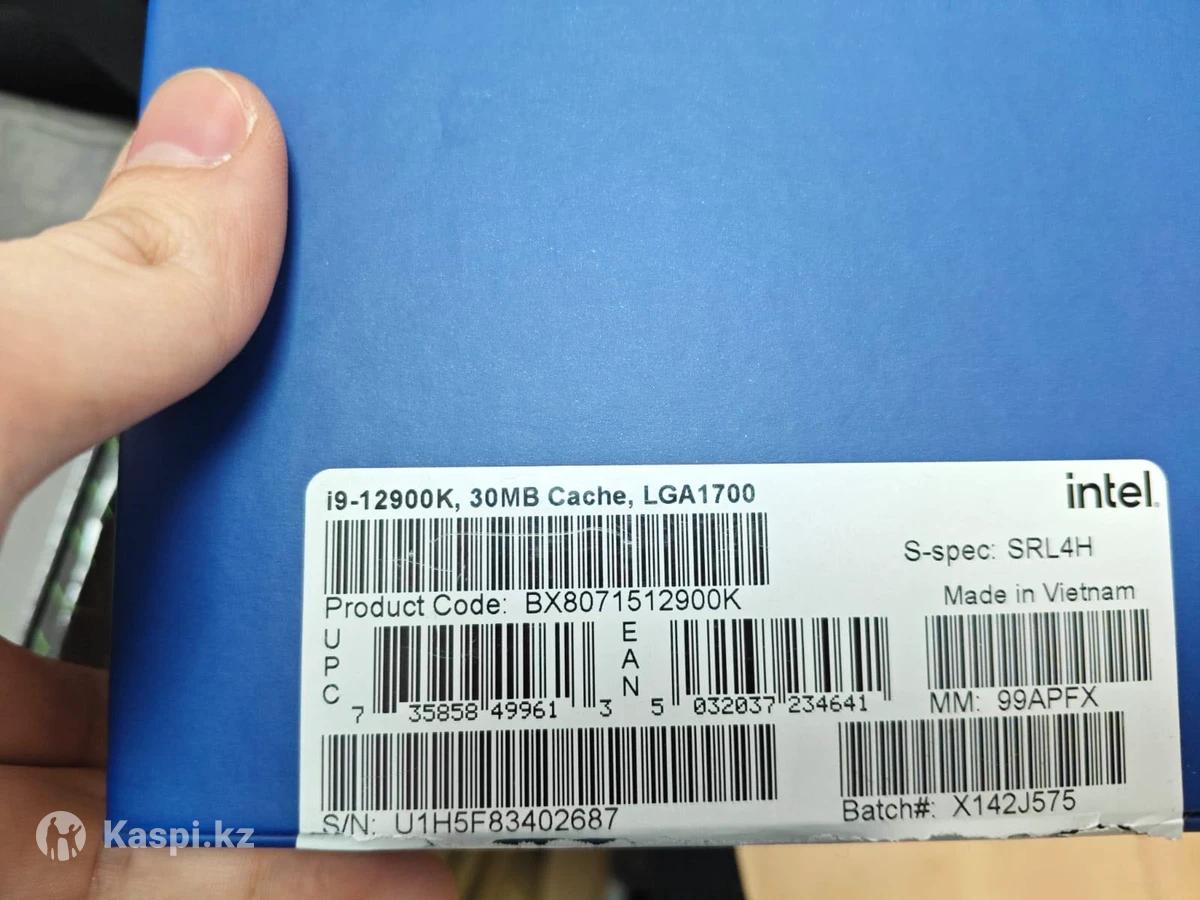 i9-12900K, 30MB Cache, LGA1700
intel.
S-spec: SRL4H
Product Code: BX8071512900K
Made in Vietnam
UPC
7 35858 49961 3
EAN
5 032037 234641
MM: 99APFX
S/N: U1H5F83402687
Batch#: X142J575
Kaspi.kz